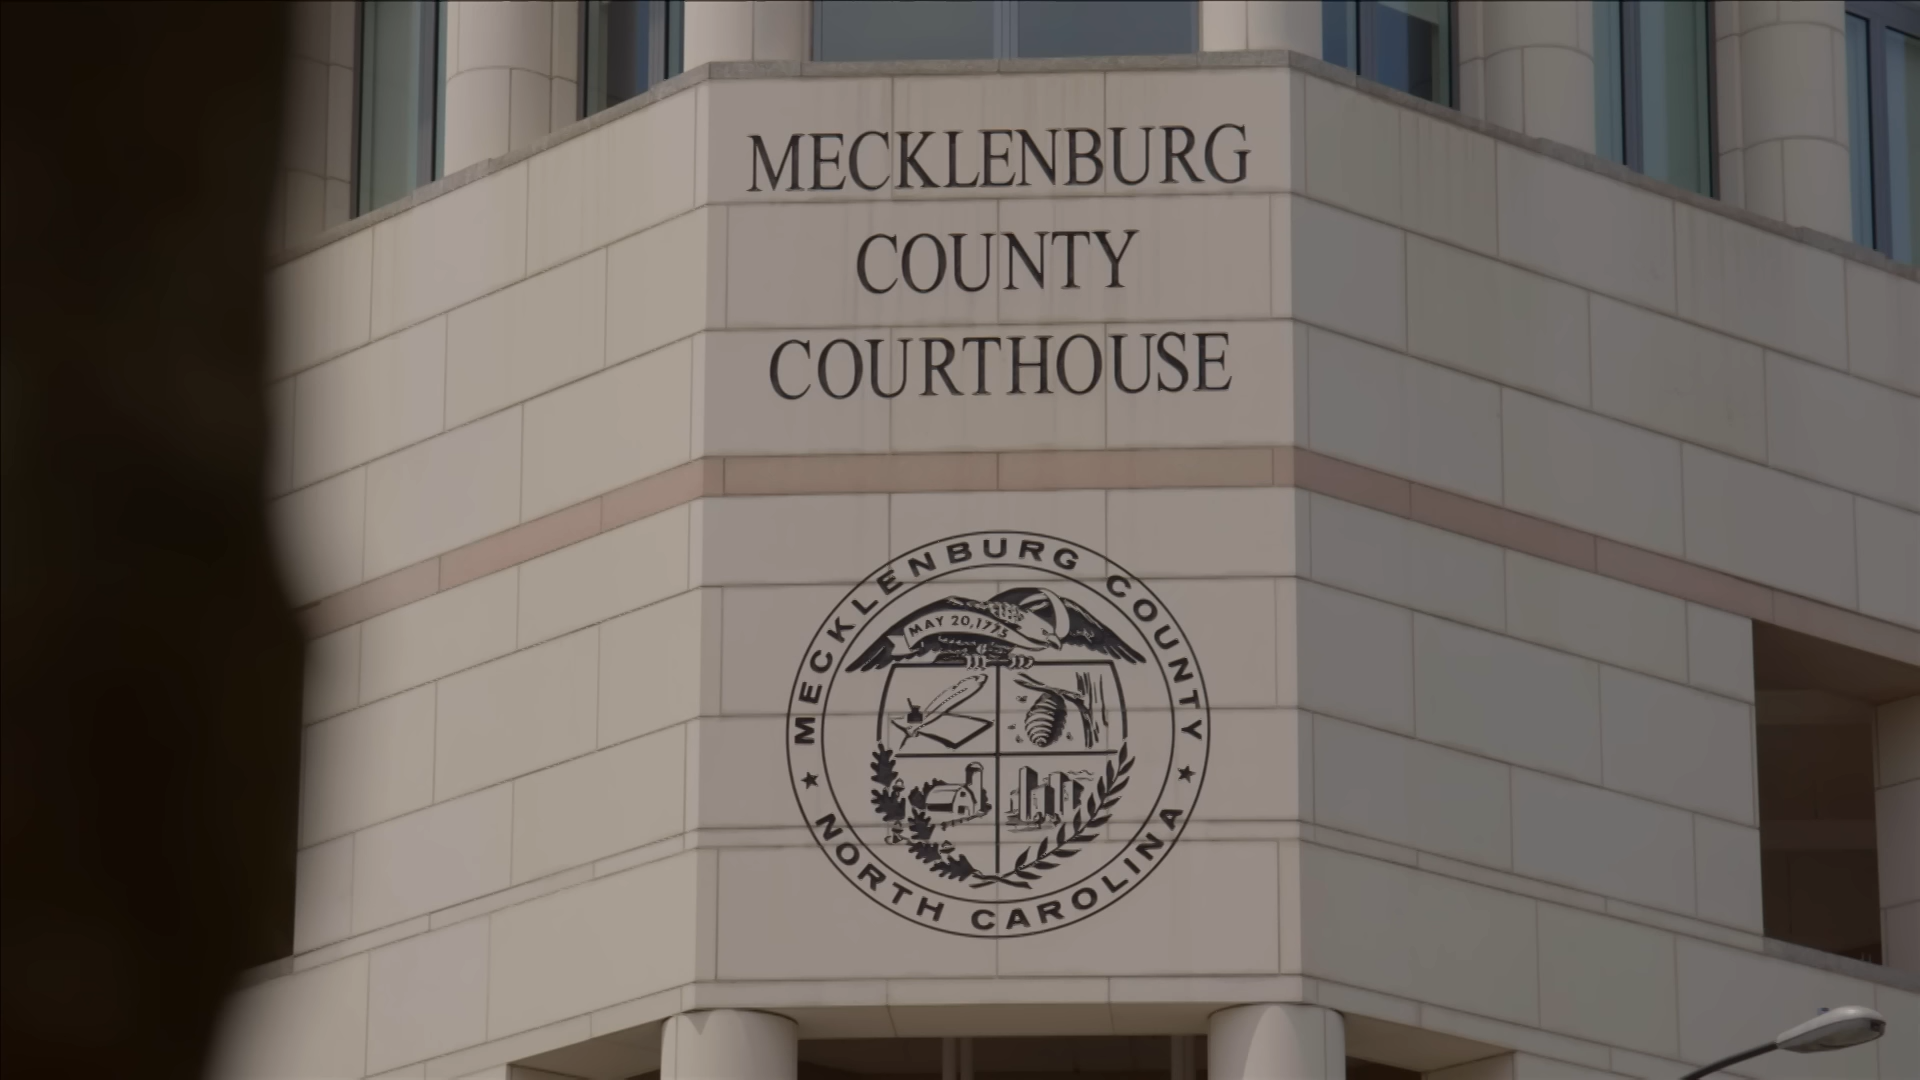 MECKLENBURG
COUNTY
COURTHOUSE
MECKLENBURG COUNTY
MAY 20, 1775
★ NORTH CAROLINA ★